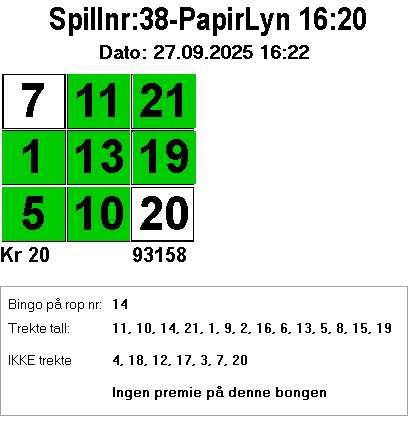 Spillnr:38-PapirLyn 16:20
Dato: 27.09.2025 16:22
7 11 21
1 13 19
5 10 20
Kr 20 93158
Bingo på rop nr: 14
Trekte tall: 11, 10, 14, 21, 1, 9, 2, 16, 6, 13, 5, 8, 15, 19
IKKE trekte 4, 18, 12, 17, 3, 7, 20
Ingen premie på denne bongen